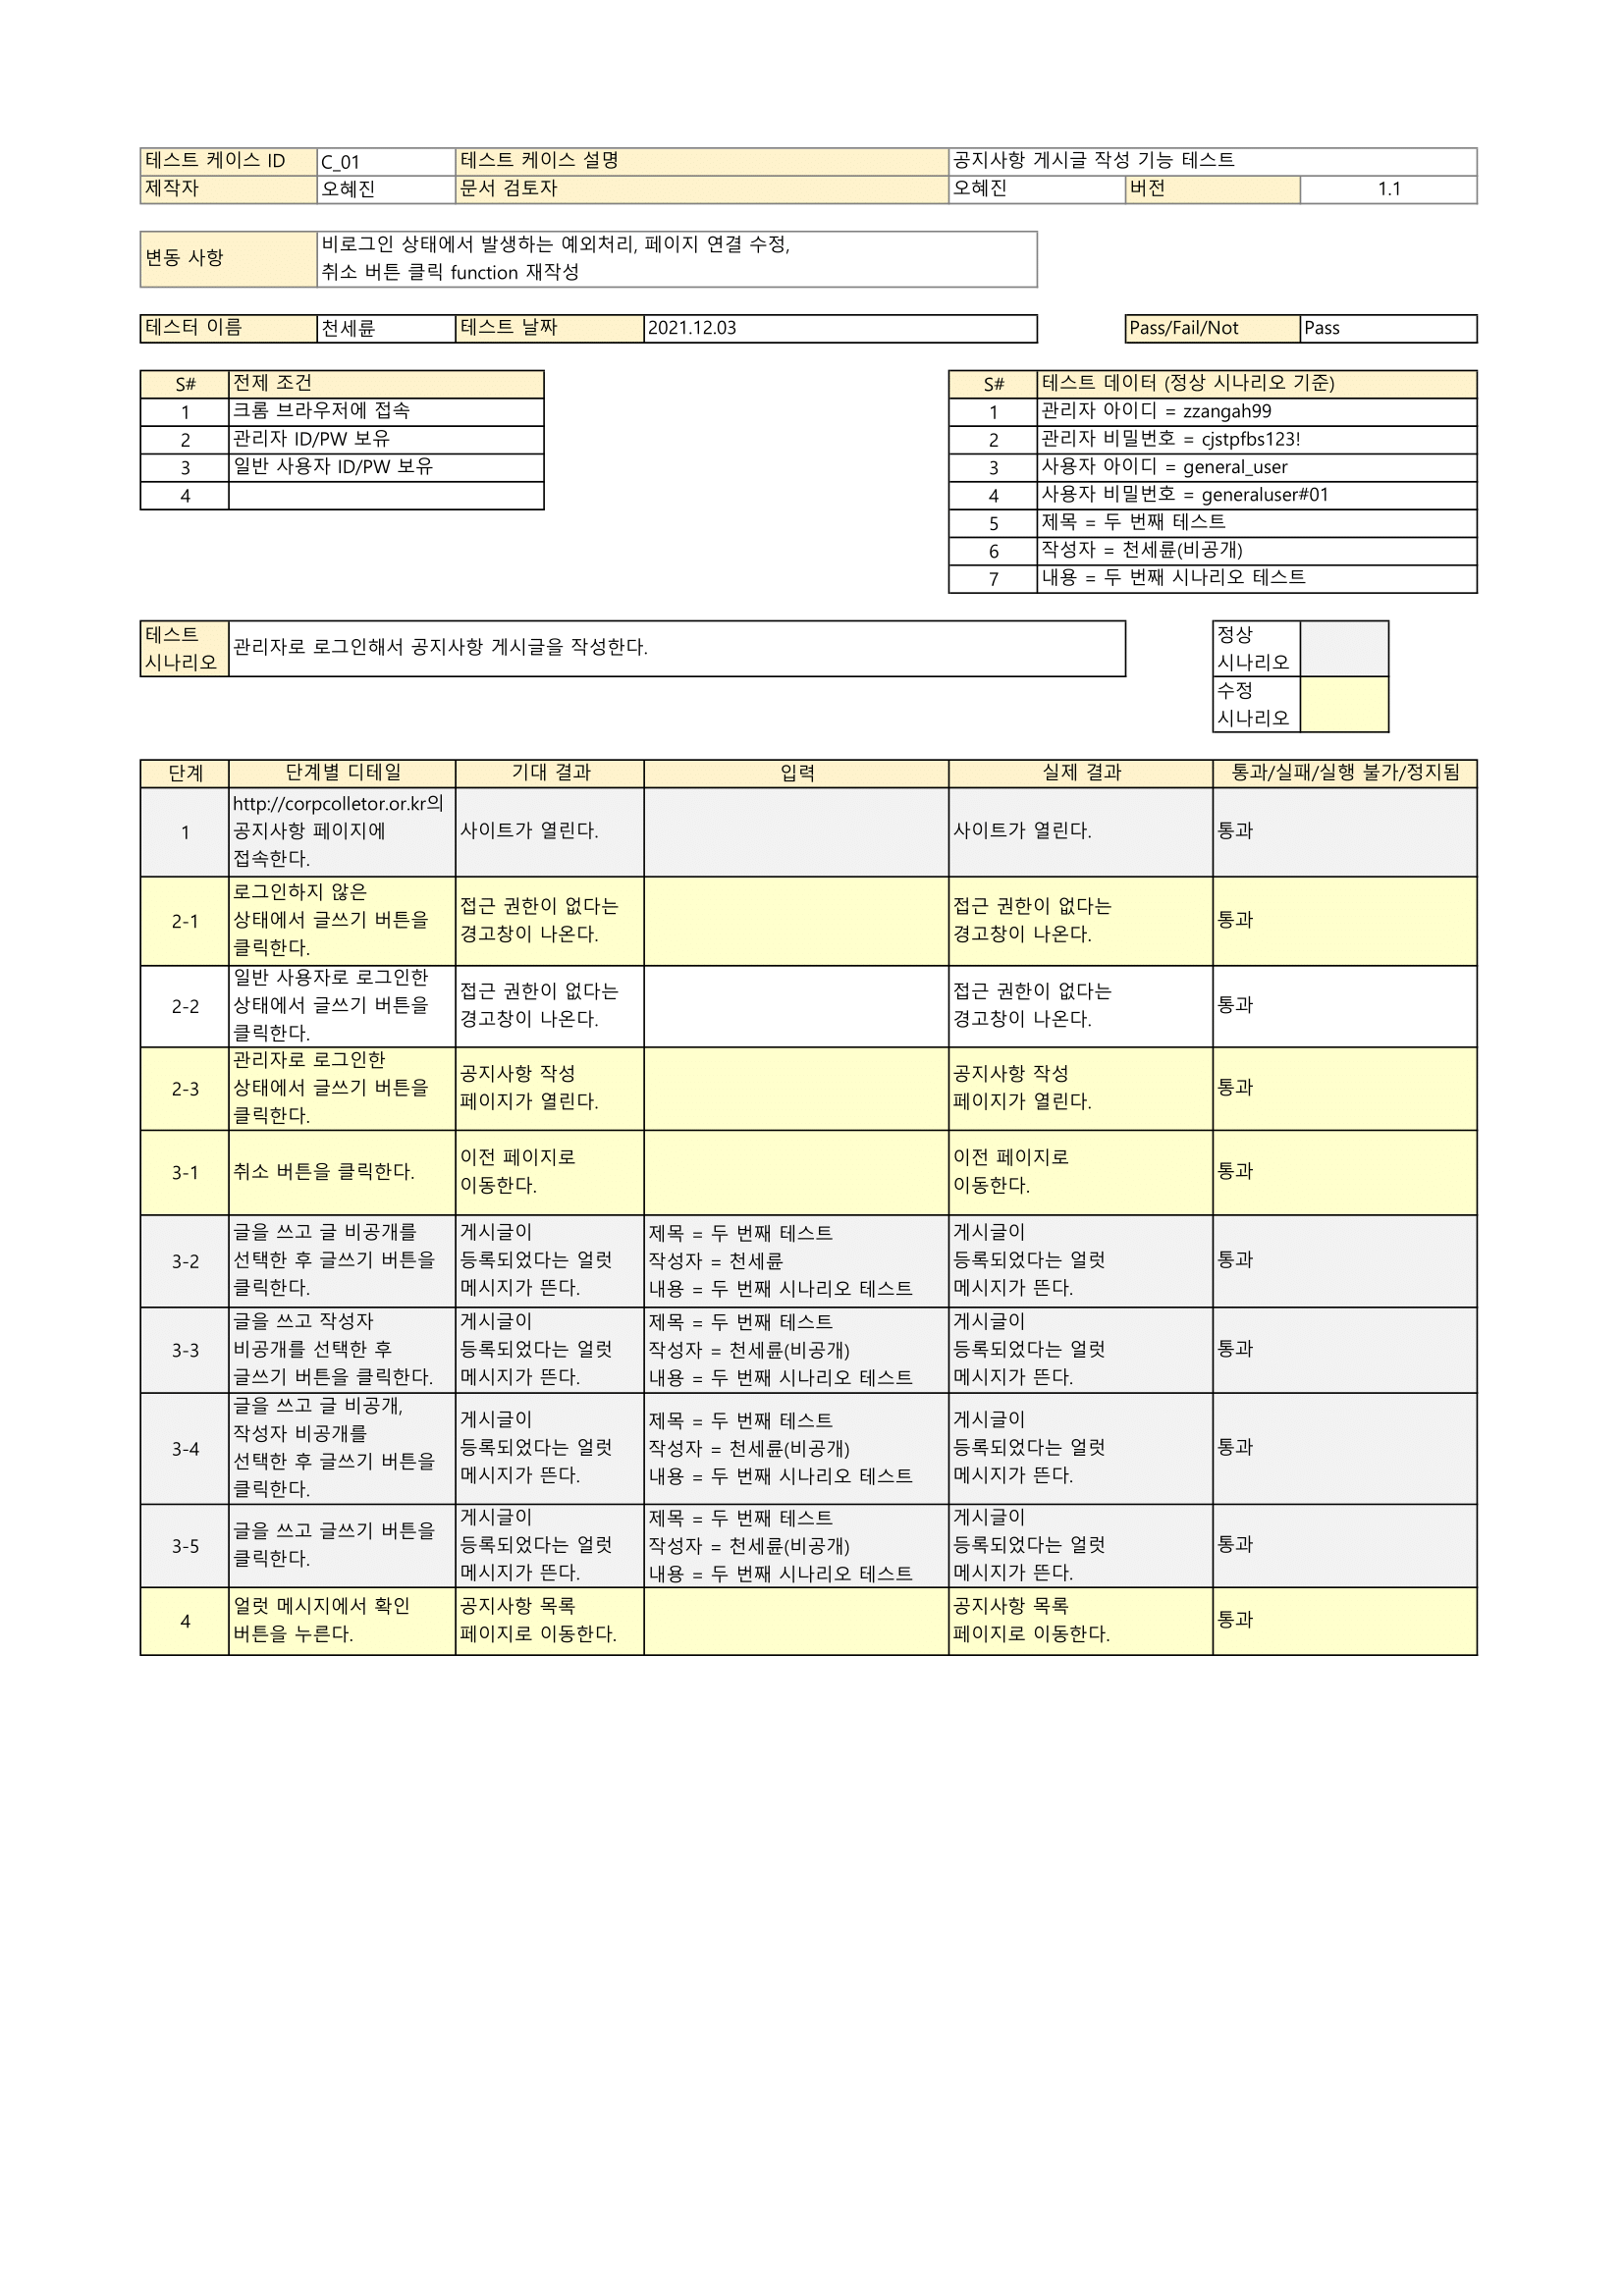 테스트 케이스 ID C_01 테스트 케이스 설명 공지사항 게시글 작성 기능 테스트
제작자 오혜진 문서 검토자 오혜진 버전 1.1
변동 사항
비로그인 상태에서 발생하는 예외처리, 페이지 연결 수정,
취소 버튼 클릭 function 재작성
테스터 이름 천세륜 테스트 날짜 2021.12.03 Pass/Fail/Not Pass
S# 전제 조건
1 크롬 브라우저에 접속
2 관리자 ID/PW 보유
3 일반 사용자 ID/PW 보유
4
S# 테스트 데이터 (정상 시나리오 기준)
1 관리자 아이디 = zzangah99
2 관리자 비밀번호 = cjstpfbs123!
3 사용자 아이디 = general_user
4 사용자 비밀번호 = generaluser#01
5 제목 = 두 번째 테스트
6 작성자 = 천세륜(비공개)
7 내용 = 두 번째 시나리오 테스트
테스트
시나리오
관리자로 로그인해서 공지사항 게시글을 작성한다.
정상
시나리오
수정
시나리오
단계 단계별 디테일 기대 결과 입력 실제 결과 통과/실패/실행 불가/정지됨
1
http://corpcolletor.or.kr의
공지사항 페이지에
접속한다.
사이트가 열린다.
사이트가 열린다.
통과
2-1
로그인하지 않은
상태에서 글쓰기 버튼을
클릭한다.
접근 권한이 없다는
경고창이 나온다.
접근 권한이 없다는
경고창이 나온다.
통과
2-2
일반 사용자로 로그인한
상태에서 글쓰기 버튼을
클릭한다.
접근 권한이 없다는
경고창이 나온다.
접근 권한이 없다는
경고창이 나온다.
통과
2-3
관리자로 로그인한
상태에서 글쓰기 버튼을
클릭한다.
공지사항 작성
페이지가 열린다.
공지사항 작성
페이지가 열린다.
통과
3-1
취소 버튼을 클릭한다.
이전 페이지로
이동한다.
이전 페이지로
이동한다.
통과
3-2
글을 쓰고 글 비공개를
선택한 후 글쓰기 버튼을
클릭한다.
게시글이
등록되었다는 얼럿
메시지가 뜬다.
제목 = 두 번째 테스트
작성자 = 천세륜
내용 = 두 번째 시나리오 테스트
게시글이
등록되었다는 얼럿
메시지가 뜬다.
통과
3-3
글을 쓰고 작성자
비공개를 선택한 후
글쓰기 버튼을 클릭한다.
게시글이
등록되었다는 얼럿
메시지가 뜬다.
제목 = 두 번째 테스트
작성자 = 천세륜(비공개)
내용 = 두 번째 시나리오 테스트
게시글이
등록되었다는 얼럿
메시지가 뜬다.
통과
3-4
글을 쓰고 글 비공개,
작성자 비공개를
선택한 후 글쓰기 버튼을
클릭한다.
게시글이
등록되었다는 얼럿
메시지가 뜬다.
제목 = 두 번째 테스트
작성자 = 천세륜(비공개)
내용 = 두 번째 시나리오 테스트
게시글이
등록되었다는 얼럿
메시지가 뜬다.
통과
3-5
글을 쓰고 글쓰기 버튼을
클릭한다.
게시글이
등록되었다는 얼럿
메시지가 뜬다.
제목 = 두 번째 테스트
작성자 = 천세륜(비공개)
내용 = 두 번째 시나리오 테스트
게시글이
등록되었다는 얼럿
메시지가 뜬다.
통과
4
얼럿 메시지에서 확인
버튼을 누른다.
공지사항 목록
페이지로 이동한다.
공지사항 목록
페이지로 이동한다.
통과